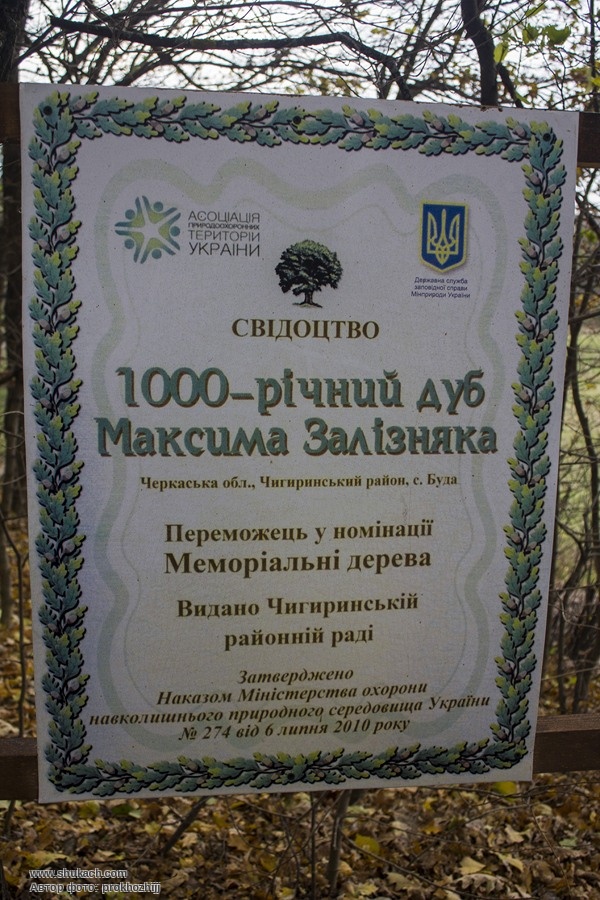 АСОЦІАЦІЯ
ПРИРОДООХОРОННИХ
ТЕРИТОРІЙ
УКРАЇНИ
Державна служба
заповідної справи
Мінприроди України
СВІДОЦТВО
1000-річний дуб
Максима Залізняка
Черкаська обл., Чигиринський район, с. Буда
Переможець у номінації
Меморіальні дерева
Видано Чигиринській
районній раді
Затверджено
Наказом Міністерства охорони
навколишнього природного середовища України
№ 274 від 6 липня 2010 року
www.shukach.com
Автор фото: prokhozhijj